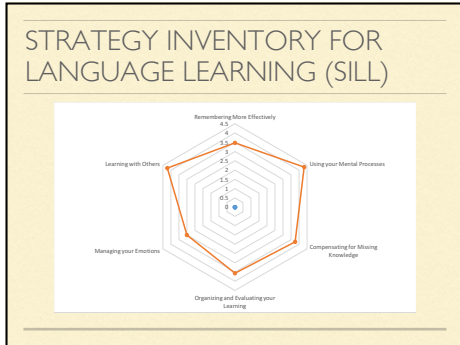 STRATEGY INVENTORY FOR
LANGUAGE LEARNING (SILL)
Remembering More Effectively
4.5
4
3.5
3
2.5
2
1.5
1
0.5
0
Learning with Others
Using your Mental Processes
Managing your Emotions
Compensating for Missing
Knowledge
Organizing and Evaluating your
Learning